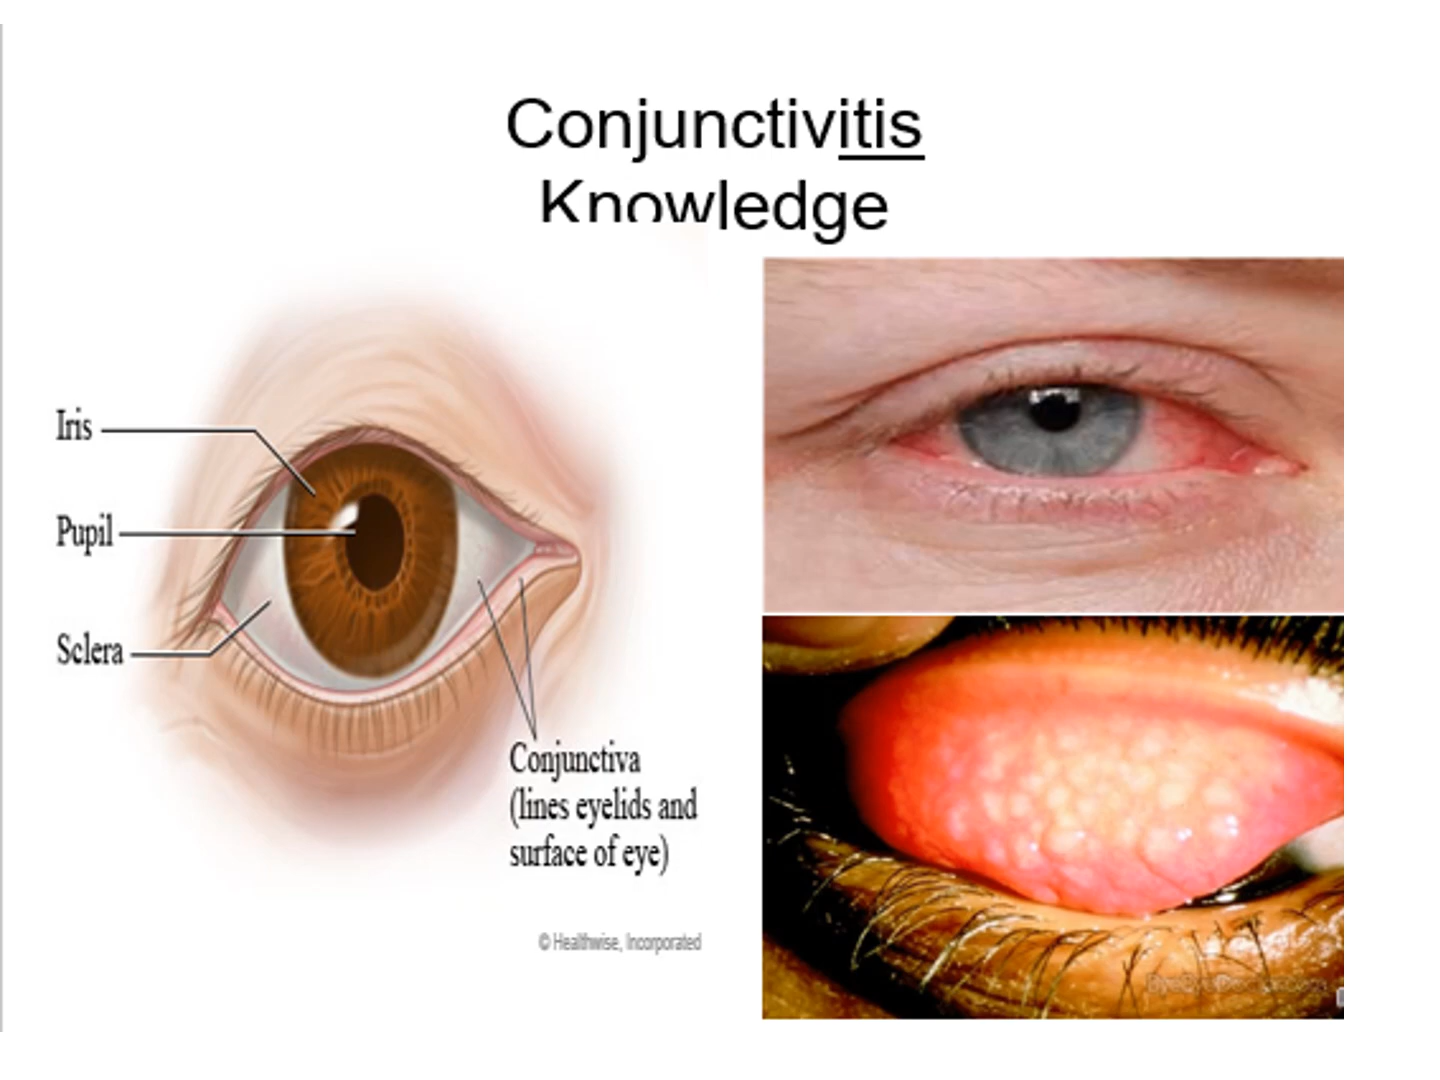 Conjunctivitis
Knowledge
Iris
Pupil
Sclera
Conjunctiva
(lines eyelids and
surface of eye)
© Healthwise, Incorporated